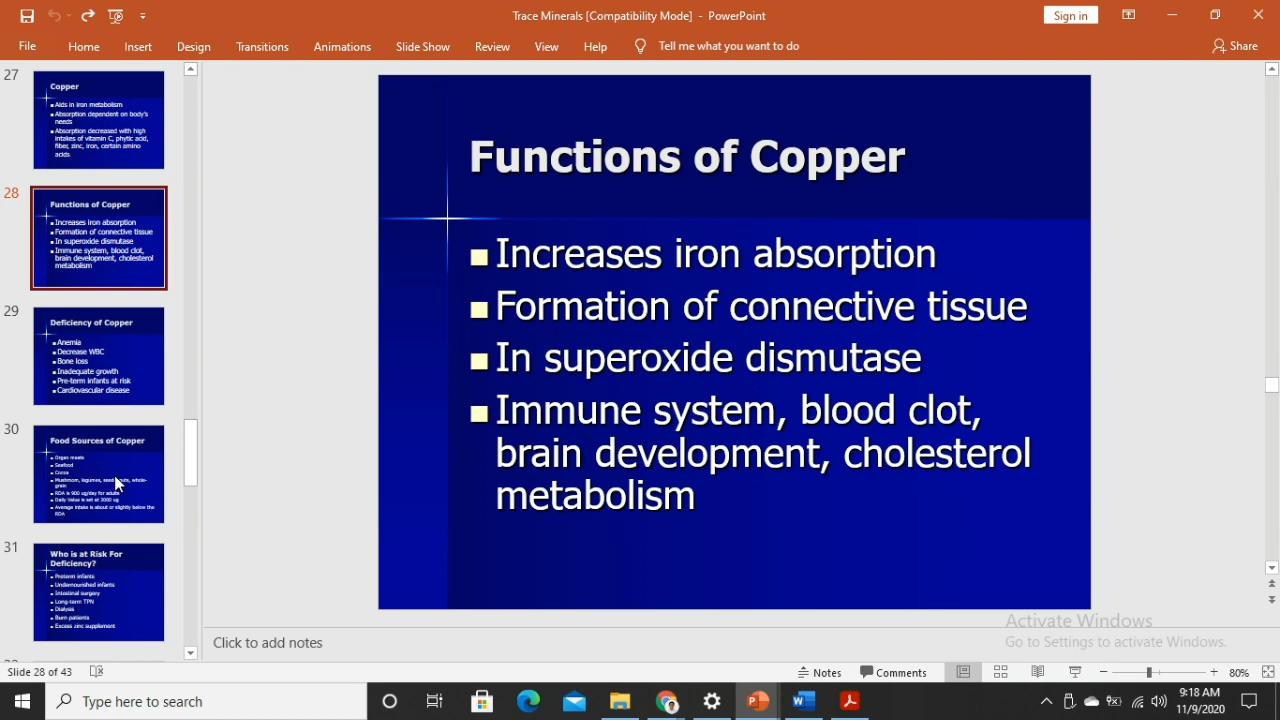 Trace Minerals [Compatibility Mode] - PowerPoint
Sign in
File Home Insert Design Transitions Animations Slide Show Review View Help Tell me what you want to do Share
27
Copper
Aids in iron metabolism
Absorption dependent on body's
needs
Absorption decreased with high
intakes of vitamin C, phytic acid,
fiber, zinc, iron, certain amino
acids
28
Functions of Copper
Increases iron absorption
Formation of connective tissue
In superoxide dismutase
Immune system, blood clot,
brain development, cholesterol
metabolism
29
Deficiency of Copper
Anemia
Decrease WBC
Bone loss
Inadequate growth
Pre-term infants at risk
Cardiovascular disease
30
Food Sources of Copper
Organ meats
Seafood
Cocoa
Mushroom, legumes, seed nuts, whole-
grain
RDA is 900 ug/day for adults
Daily Value is set at 2000 ug
Average intake is about or slightly below the
RDA
31
Who is at Risk For
Deficiency?
Preterm infants
Undernourished infants
Intestinal surgery
Long-term TPN
Dialysis
Burn patients
Excess zinc supplement
Functions of Copper
Increases iron absorption
Formation of connective tissue
In superoxide dismutase
Immune system, blood clot,
brain development, cholesterol
metabolism
Activate Windows
Go to Settings to activate Windows.
Click to add notes
Slide 28 of 43 Notes Comments 80%
Type here to search
9:18 AM
11/9/2020